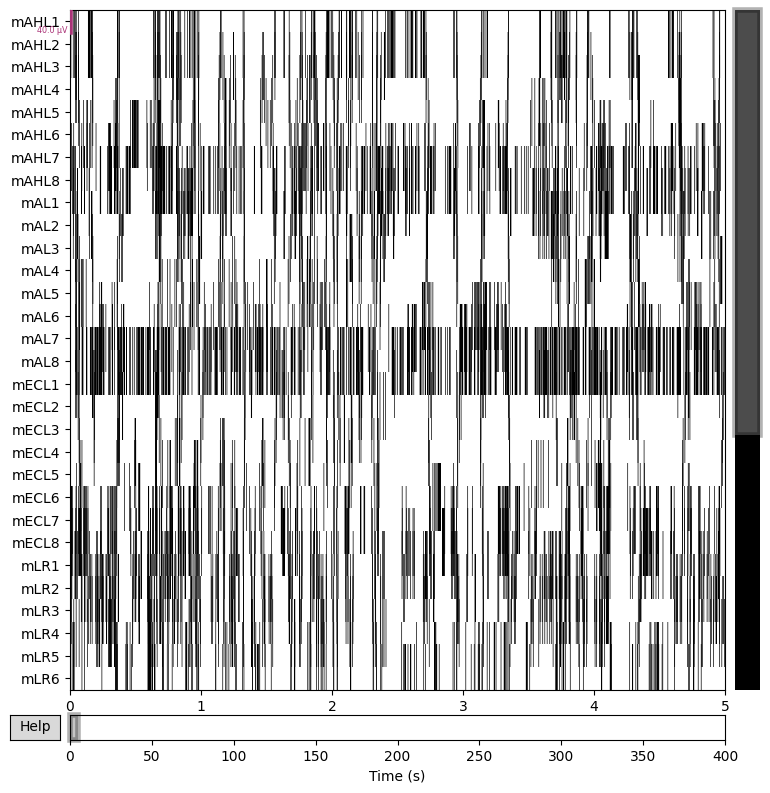 mAHL1
40.0 µV
mAHL2
mAHL3
mAHL4
mAHL5
mAHL6
mAHL7
mAHL8
mAL1
mAL2
mAL3
mAL4
mAL5
mAL6
mAL7
mAL8
mECL1
mECL2
mECL3
mECL4
mECL5
mECL6
mECL7
mECL8
mLR1
mLR2
mLR3
mLR4
mLR5
mLR6
0 1 2 3 4 5
Help
0 50 100 150 200 250 300 350 400
Time (s)